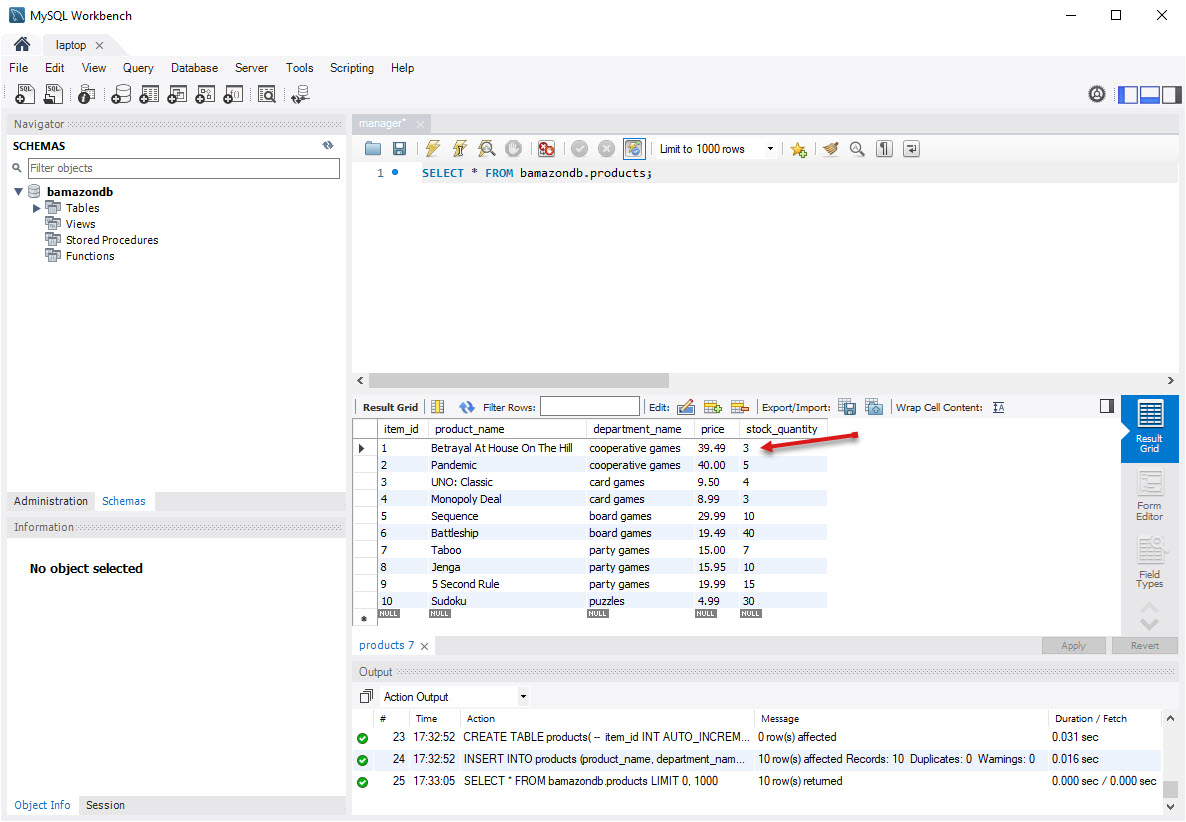 MySQL Workbench
laptop
File Edit View Query Database Server Tools Scripting Help
Navigator
SCHEMAS
Filter objects
bamazondb
Tables
Views
Stored Procedures
Functions
Administration Schemas
Information
No object selected
Object Info Session
manager*
Limit to 1000 rows
1 SELECT * FROM bamazondb.products;
Result Grid Filter Rows: Edit: Export/Import: Wrap Cell Content:
item_id product_name department_name price stock_quantity
1 Betrayal At House On The Hill cooperative games 39.49 3
2 Pandemic cooperative games 40.00 5
3 UNO: Classic card games 9.50 4
4 Monopoly Deal card games 8.99 3
5 Sequence board games 29.99 10
6 Battleship board games 19.49 40
7 Taboo party games 15.00 7
8 Jenga party games 15.95 10
9 5 Second Rule party games 19.99 15
10 Sudoku puzzles 4.99 30
NULL NULL NULL NULL NULL
Result
Grid
Form
Editor
Field
Types
products 7
Apply Revert
Output
Action Output
# Time Action Message Duration / Fetch
23 17:32:52 CREATE TABLE products( -- item_id INT AUTO_INCREM... 0 row(s) affected 0.031 sec
24 17:32:52 INSERT INTO products (product_name, department_nam... 10 row(s) affected Records: 10 Duplicates: 0 Warnings: 0 0.016 sec
25 17:33:05 SELECT * FROM bamazondb.products LIMIT 0, 1000 10 row(s) returned 0.000 sec / 0.000 sec